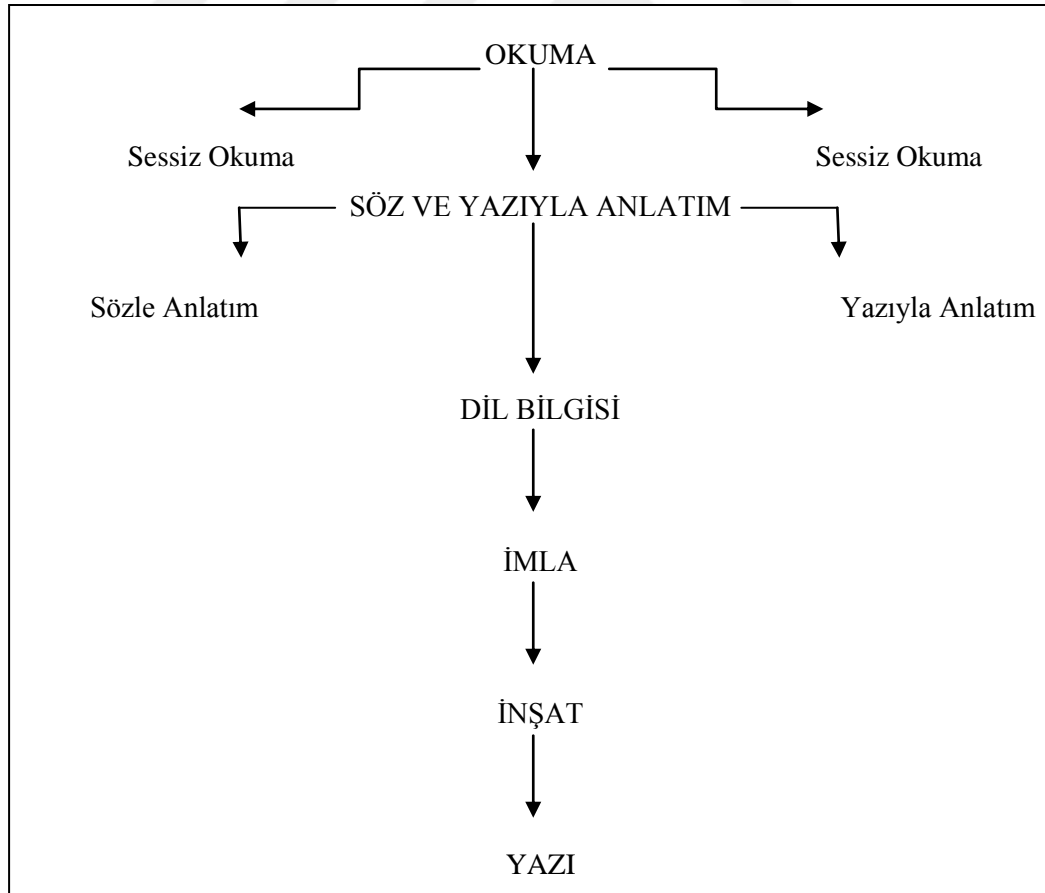 OKUMA
Sessiz Okuma Sessiz Okuma
SÖZ VE YAZIYLA ANLATIM
Sözle Anlatım Yazıyla Anlatım
DİL BİLGİSİ
İMLA
İNŞAT
YAZI